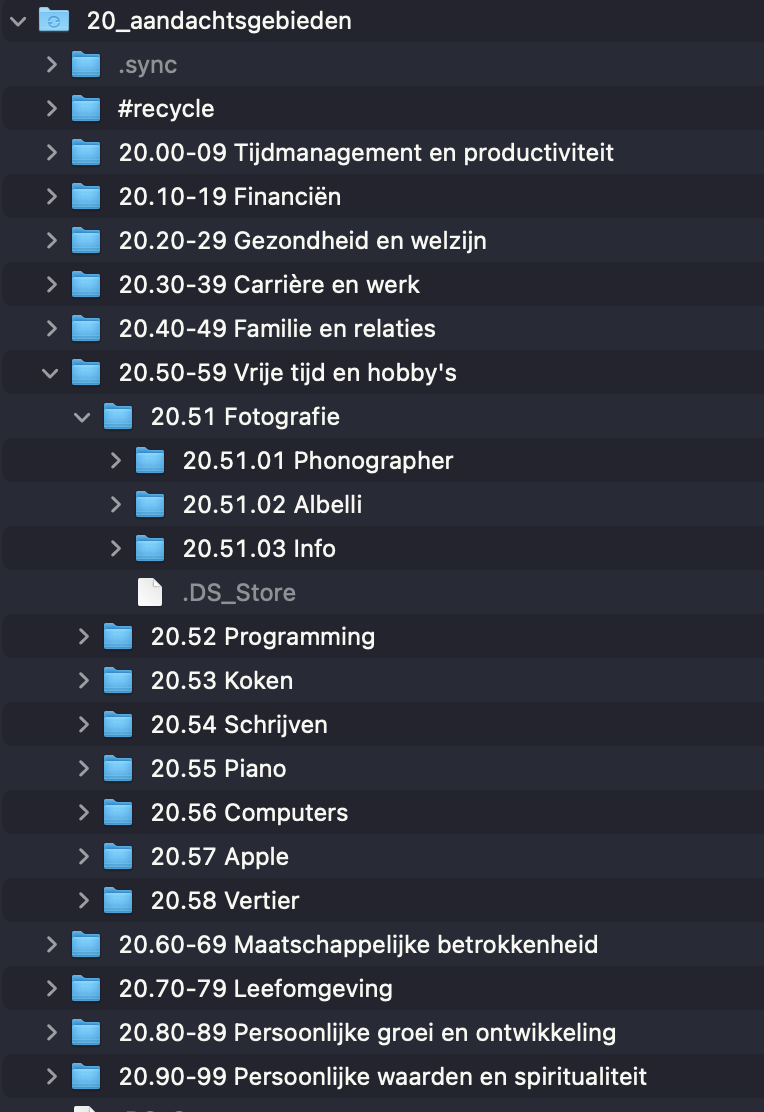 20_aandachtsgebieden
.sync
#recycle
20.00-09 Tijdmanagement en productiviteit
20.10-19 Financiën
20.20-29 Gezondheid en welzijn
20.30-39 Carrière en werk
20.40-49 Familie en relaties
20.50-59 Vrije tijd en hobby's
20.51 Fotografie
20.51.01 Phonographer
20.51.02 Albelli
20.51.03 Info
.DS_Store
20.52 Programming
20.53 Koken
20.54 Schrijven
20.55 Piano
20.56 Computers
20.57 Apple
20.58 Vertier
20.60-69 Maatschappelijke betrokkenheid
20.70-79 Leefomgeving
20.80-89 Persoonlijke groei en ontwikkeling
20.90-99 Persoonlijke waarden en spiritualiteit